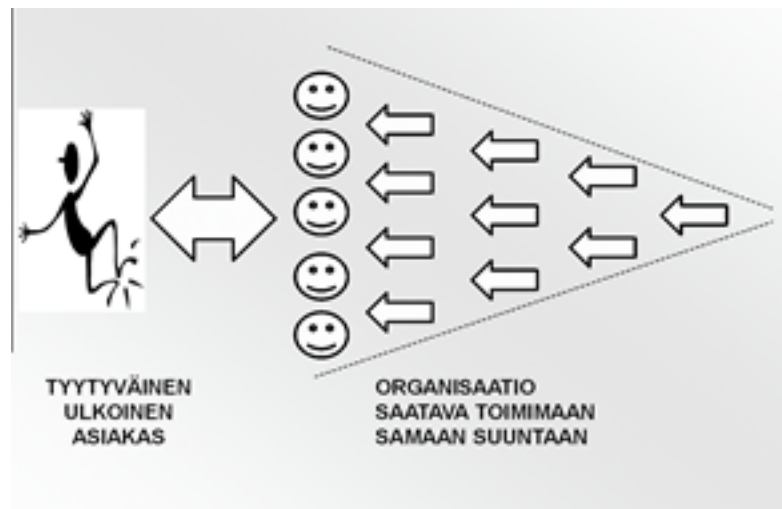 TYYTYVÄINEN
ULKOINEN
ASIAKAS
ORGANISAATIO
SAATAVA TOIMIMAAN
SAMAAN SUUNTAAN